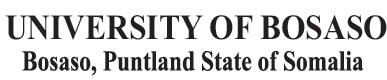 UNIVERSITY OF BOSASO
Bosaso, Puntland State of Somalia